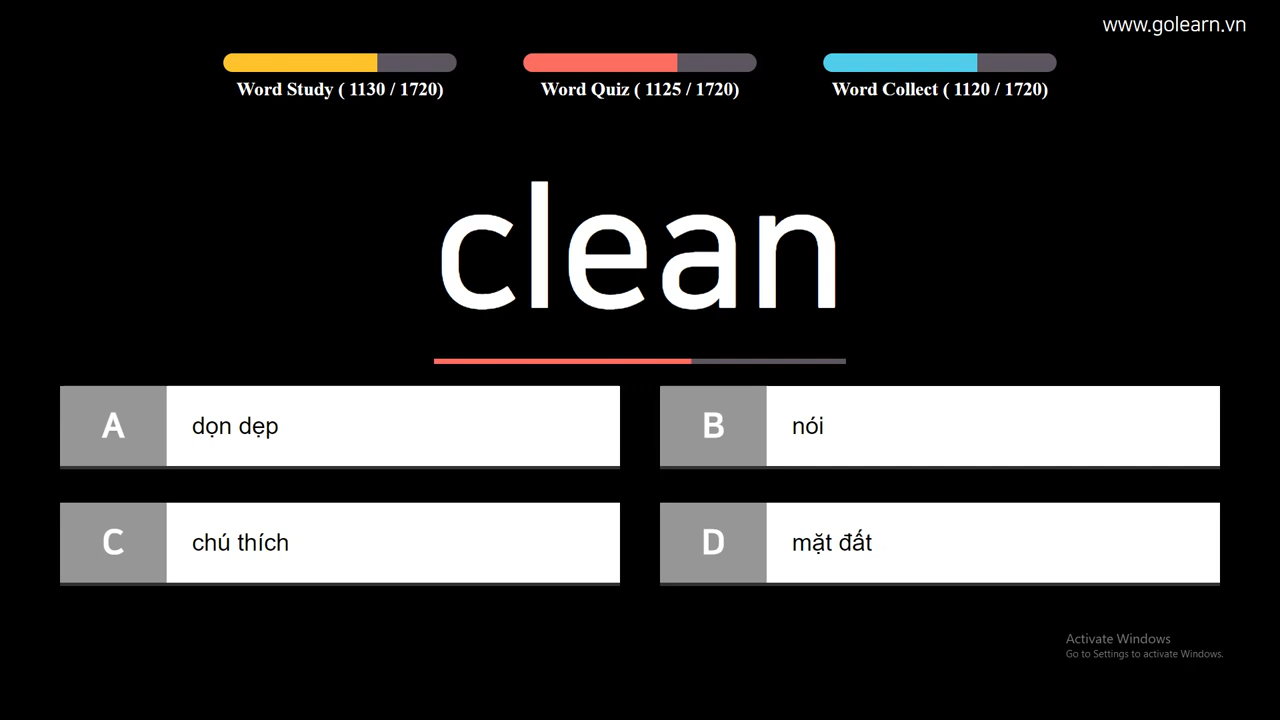 www.golearn.vn
Word Study ( 1130 / 1720)
Word Quiz ( 1125 / 1720)
Word Collect ( 1120 / 1720)
clean
A dọn dẹp
B nói
C chú thích
D mặt đất
Activate Windows
Go to Settings to activate Windows.